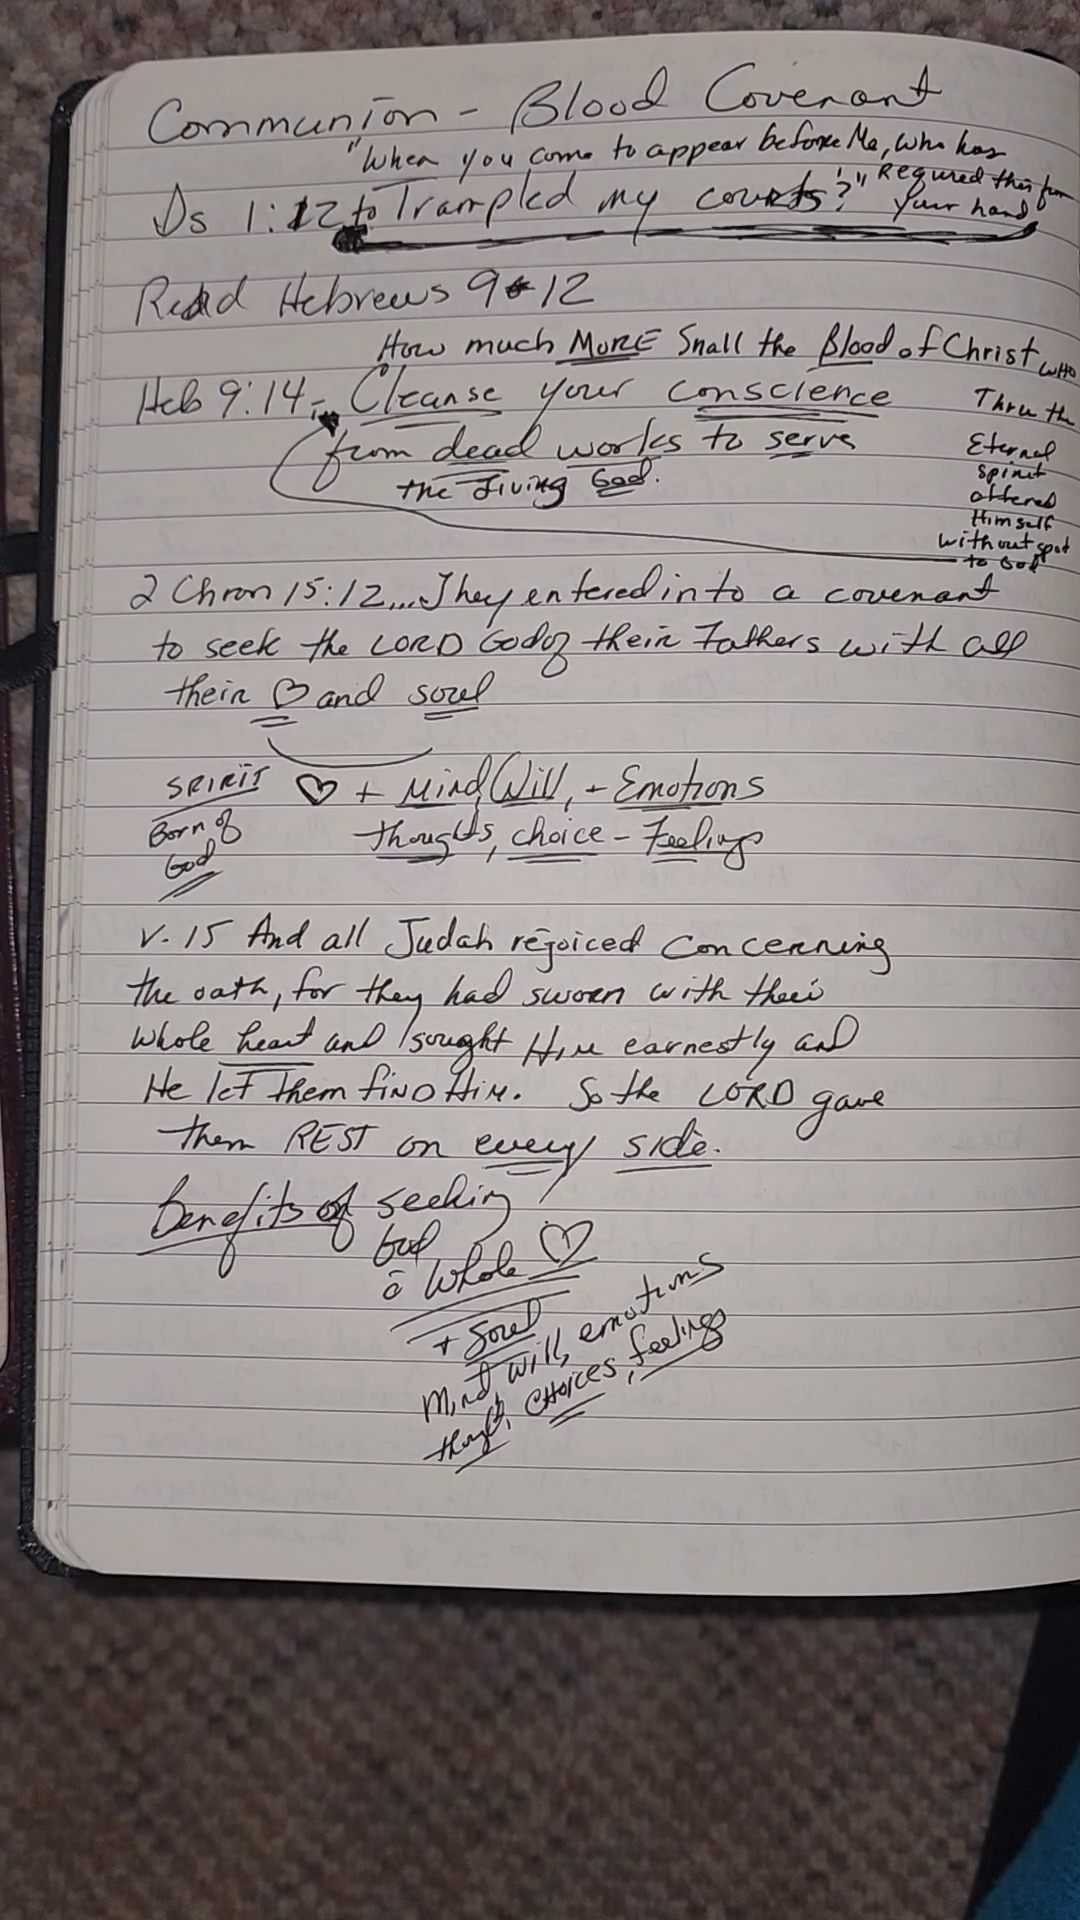 Communion - Blood Covenant
"When you come to appear before Me, who has
Required this from
your hand
Is 1:12 to Trampled my courts?"
Read Hebrews 9 12
How much MORE Shall the Blood of Christ, WHO
Thru the
Eternal
spirit
offered
Himself
without spot
to God
Heb 9:14 - Cleanse your conscience
from dead works to serve
the Living God.
2 Chron 15:12... They entered into a covenant
to seek the LORD God of their Fathers with all
their ♡ and soul
SPIRIT ♡ + Mind, Will, + Emotions
Born of
God
thoughts, choice - Feelings
V. 15 And all Judah rejoiced concerning
the oath, for they had sworn with their
whole heart and sought Him earnestly and
He let them find Him. So the LORD gave
them REST on every side.
Benefits of seeking
God
c̄ Whole ♡
+ Soul
Mind, will, emotions
thought, CHOICES, feelings